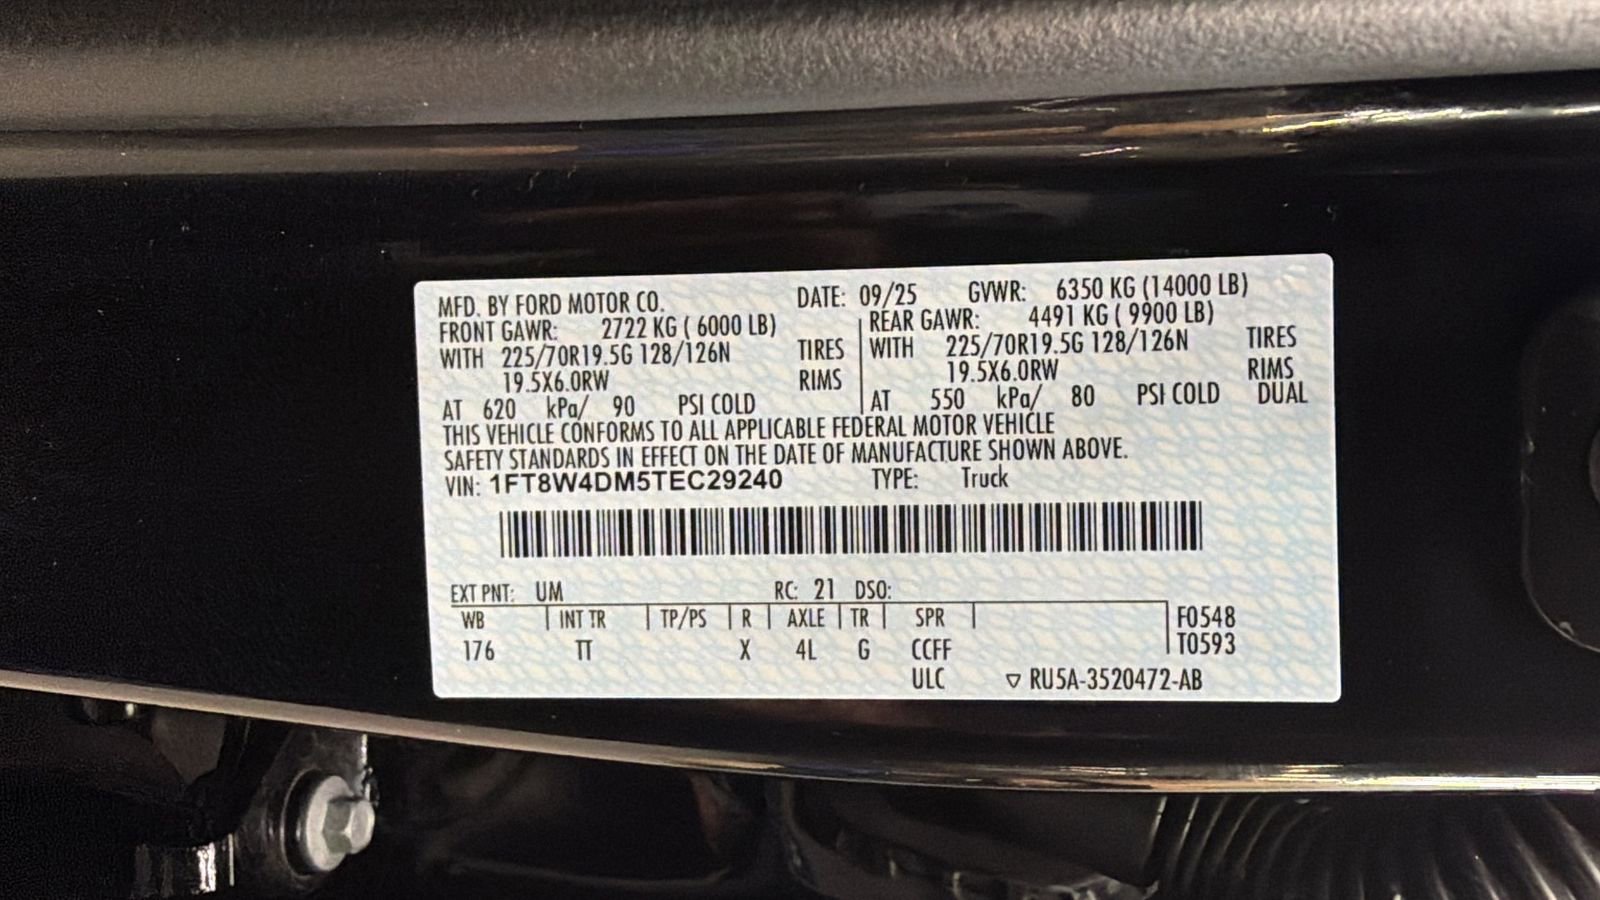 MFD. BY FORD MOTOR CO. DATE: 09/25 GVWR: 6350 KG (14000 LB)
FRONT GAWR: 2722 KG ( 6000 LB) REAR GAWR: 4491 KG ( 9900 LB)
WITH 225/70R19.5G 128/126N TIRES WITH 225/70R19.5G 128/126N TIRES
19.5X6.0RW RIMS 19.5X6.0RW RIMS
AT 620 kPa/ 90 PSI COLD AT 550 kPa/ 80 PSI COLD DUAL
THIS VEHICLE CONFORMS TO ALL APPLICABLE FEDERAL MOTOR VEHICLE
SAFETY STANDARDS IN EFFECT ON THE DATE OF MANUFACTURE SHOWN ABOVE.
VIN: 1FT8W4DM5TEC29240 TYPE: Truck
EXT PNT: UM RC: 21 DSO:
WB INT TR TP/PS R AXLE TR SPR F0548
176 TT X 4L G CCFF T0593
ULC ▽ RU5A-3520472-AB